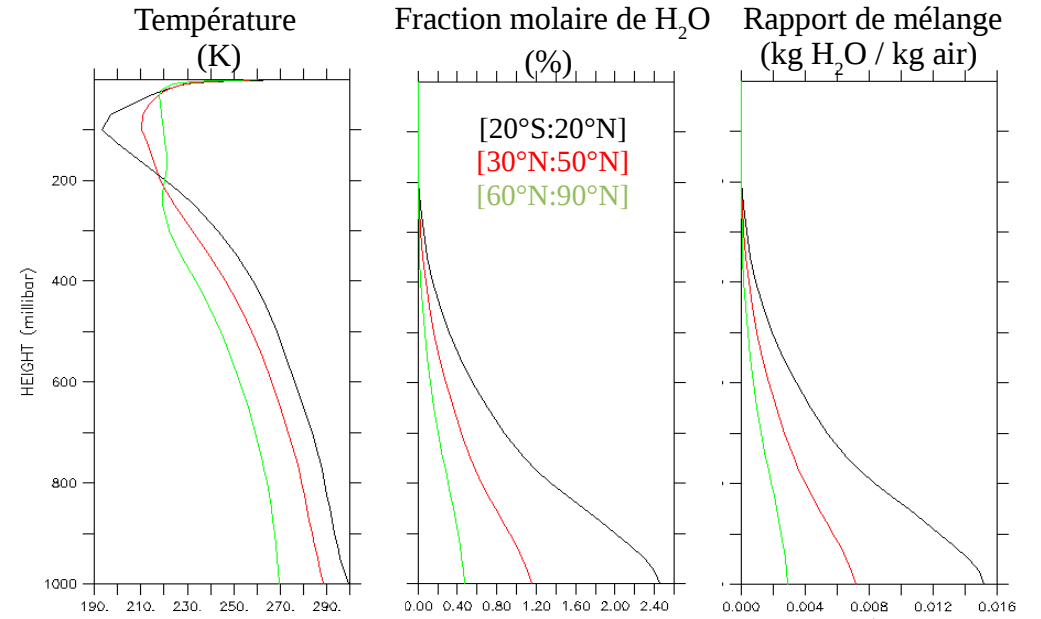 Température
(K)
Fraction molaire de H2O
(%)
Rapport de mélange
(kg H2O / kg air)
[20°S:20°N]
[30°N:50°N]
[60°N:90°N]
HEIGHT (millibar)
200
400
600
800
1000
190. 210. 230. 250. 270. 290.
0.00 0.40 0.80 1.20 1.60 2.00 2.40
0.000 0.004 0.008 0.012 0.016